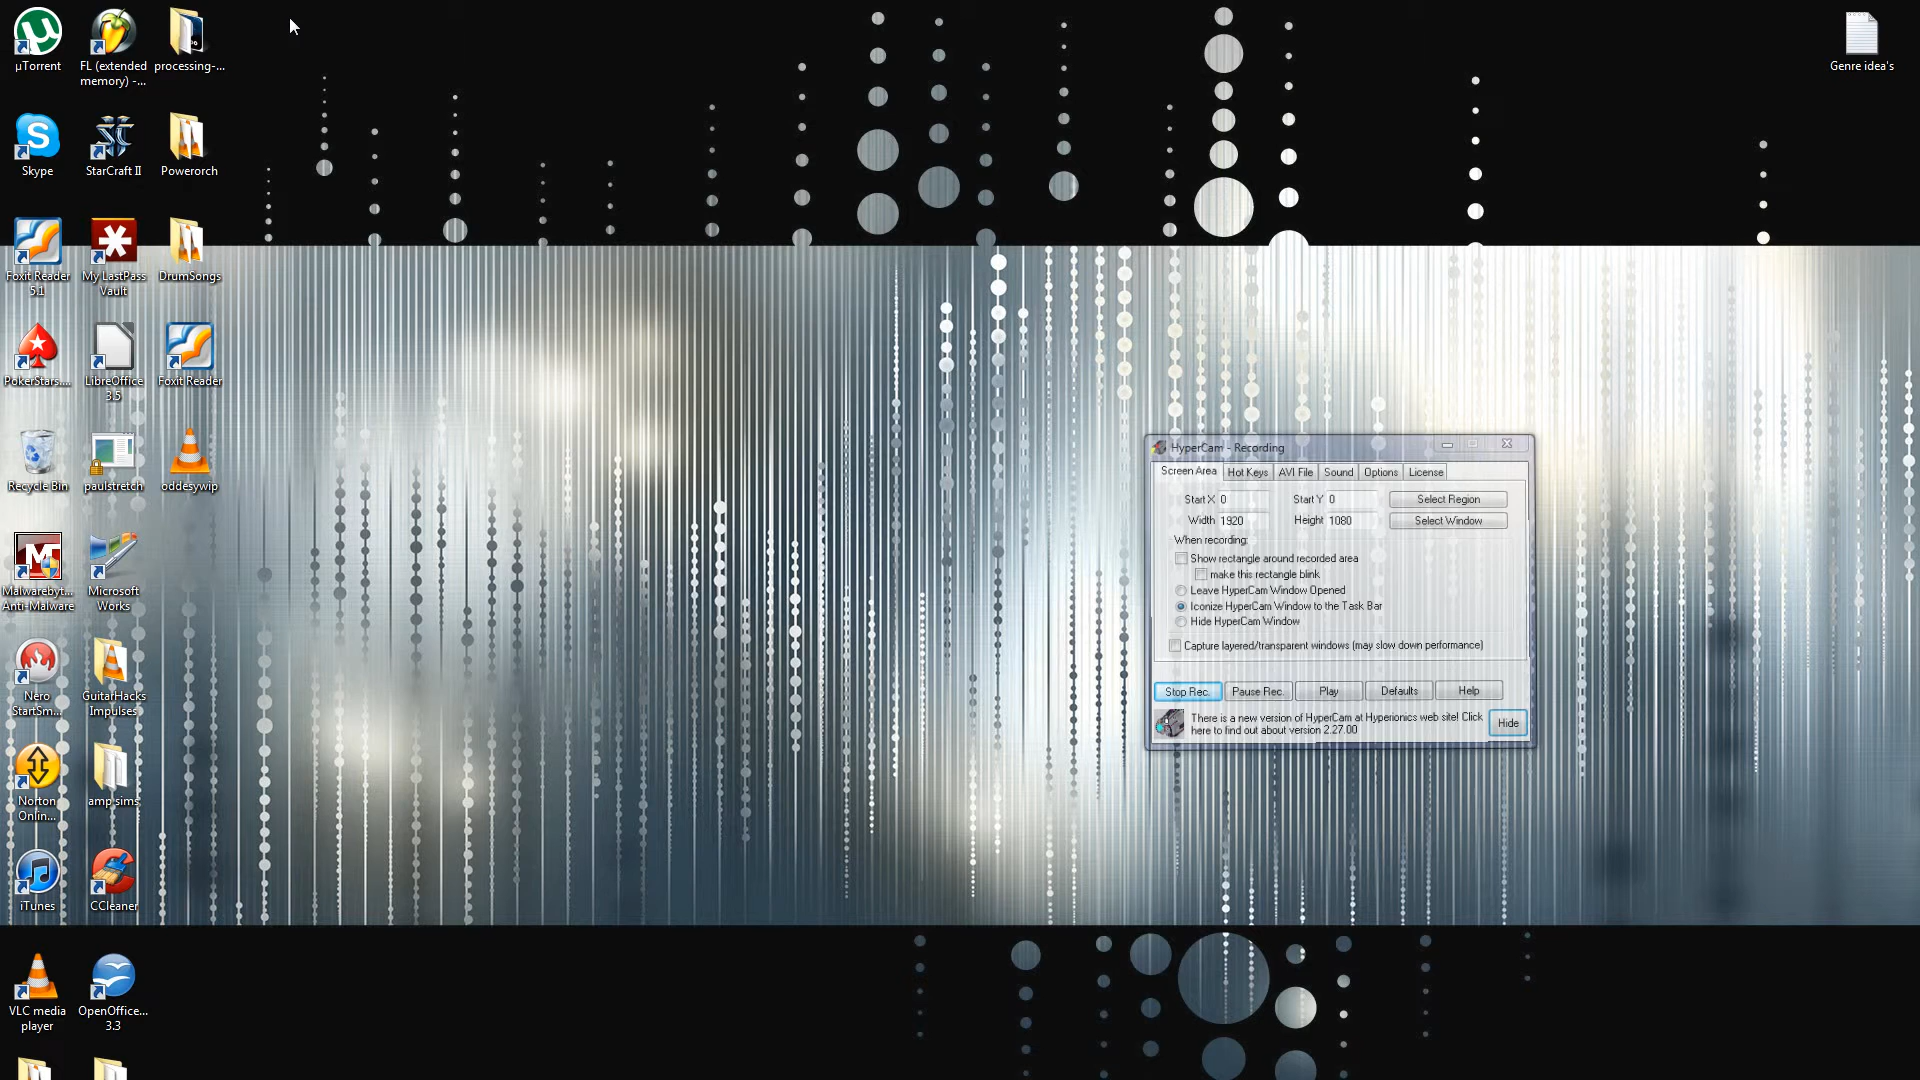 µTorrent
FL (extended
memory) -...
processing-...
Genre idea's
Skype
StarCraft II
Powerorch
Foxit Reader
5.1
My LastPass
Vault
DrumSongs
PokerStars....
LibreOffice
3.5
Foxit Reader
Recycle Bin
paulstretch
oddesywip
Malwarebyt...
Anti-Malware
Microsoft
Works
Nero
StartSm...
GuitarHacks
Impulses
Norton
Onlin...
amp sims
iTunes
CCleaner
VLC media
player
OpenOffice...
3.3
HyperCam - Recording
Screen Area Hot Keys AVI File Sound Options License
Start X 0 Start Y 0 Select Region
Width 1920 Height 1080 Select Window
When recording:
Show rectangle around recorded area
make this rectangle blink
Leave HyperCam Window Opened
Iconize HyperCam Window to the Task Bar
Hide HyperCam Window
Capture layered/transparent windows (may slow down performance)
Stop Rec. Pause Rec. Play Defaults Help
There is a new version of HyperCam at Hyperionics web site! Click
here to find out about version 2.27.00
Hide